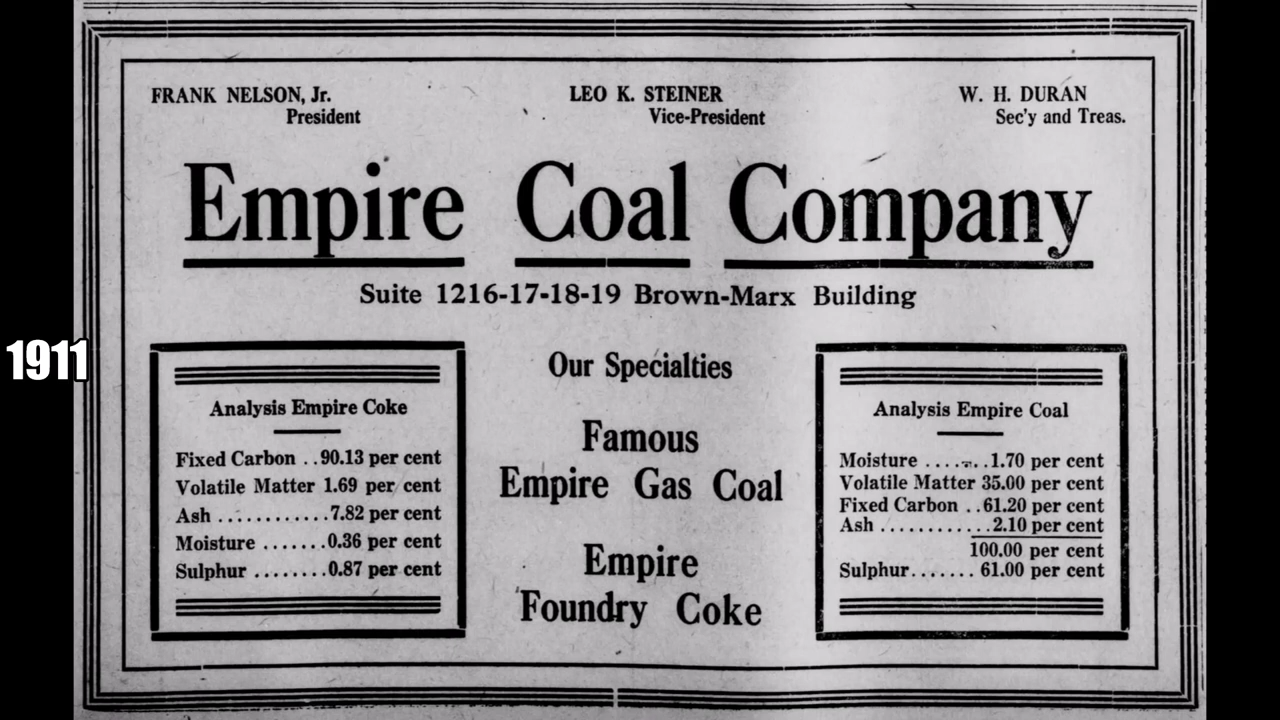 FRANK NELSON, Jr.
President
LEO K. STEINER
Vice-President
W. H. DURAN
Sec'y and Treas.
Empire Coal Company
Suite 1216-17-18-19 Brown-Marx Building
1911
Analysis Empire Coke
Fixed Carbon ..90.13 per cent
Volatile Matter 1.69 per cent
Ash ............7.82 per cent
Moisture .......0.36 per cent
Sulphur ........0.87 per cent
Our Specialties
Famous
Empire Gas Coal
Empire
Foundry Coke
Analysis Empire Coal
Moisture .......1.70 per cent
Volatile Matter 35.00 per cent
Fixed Carbon ..61.20 per cent
Ash ............2.10 per cent
100.00 per cent
Sulphur....... 61.00 per cent